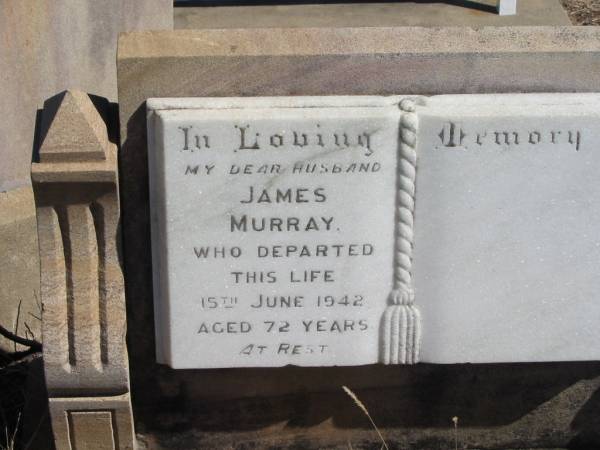 In Loving Memory
MY DEAR HUSBAND
JAMES
MURRAY.
WHO DEPARTED
THIS LIFE
15TH JUNE 1942
AGED 72 YEARS
AT REST